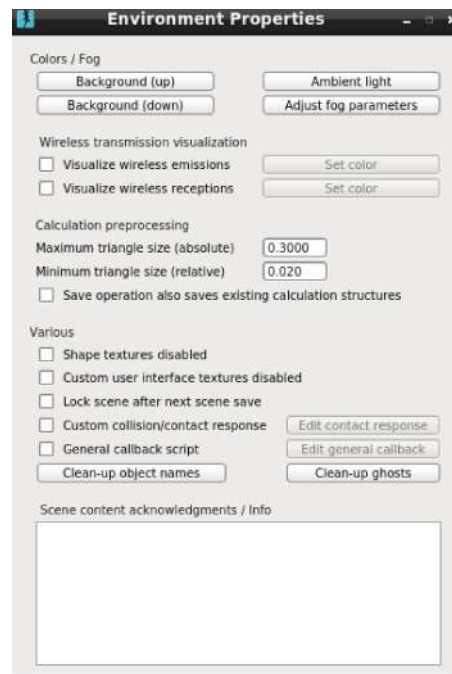 Environment Properties
Colors / Fog
Background (up) Ambient light
Background (down) Adjust fog parameters
Wireless transmission visualization
Visualize wireless emissions Set color
Visualize wireless receptions Set color
Calculation preprocessing
Maximum triangle size (absolute) 0.3000
Minimum triangle size (relative) 0.020
Save operation also saves existing calculation structures
Various
Shape textures disabled
Custom user interface textures disabled
Lock scene after next scene save
Custom collision/contact response Edit contact response
General callback script Edit general callback
Clean-up object names Clean-up ghosts
Scene content acknowledgments / Info